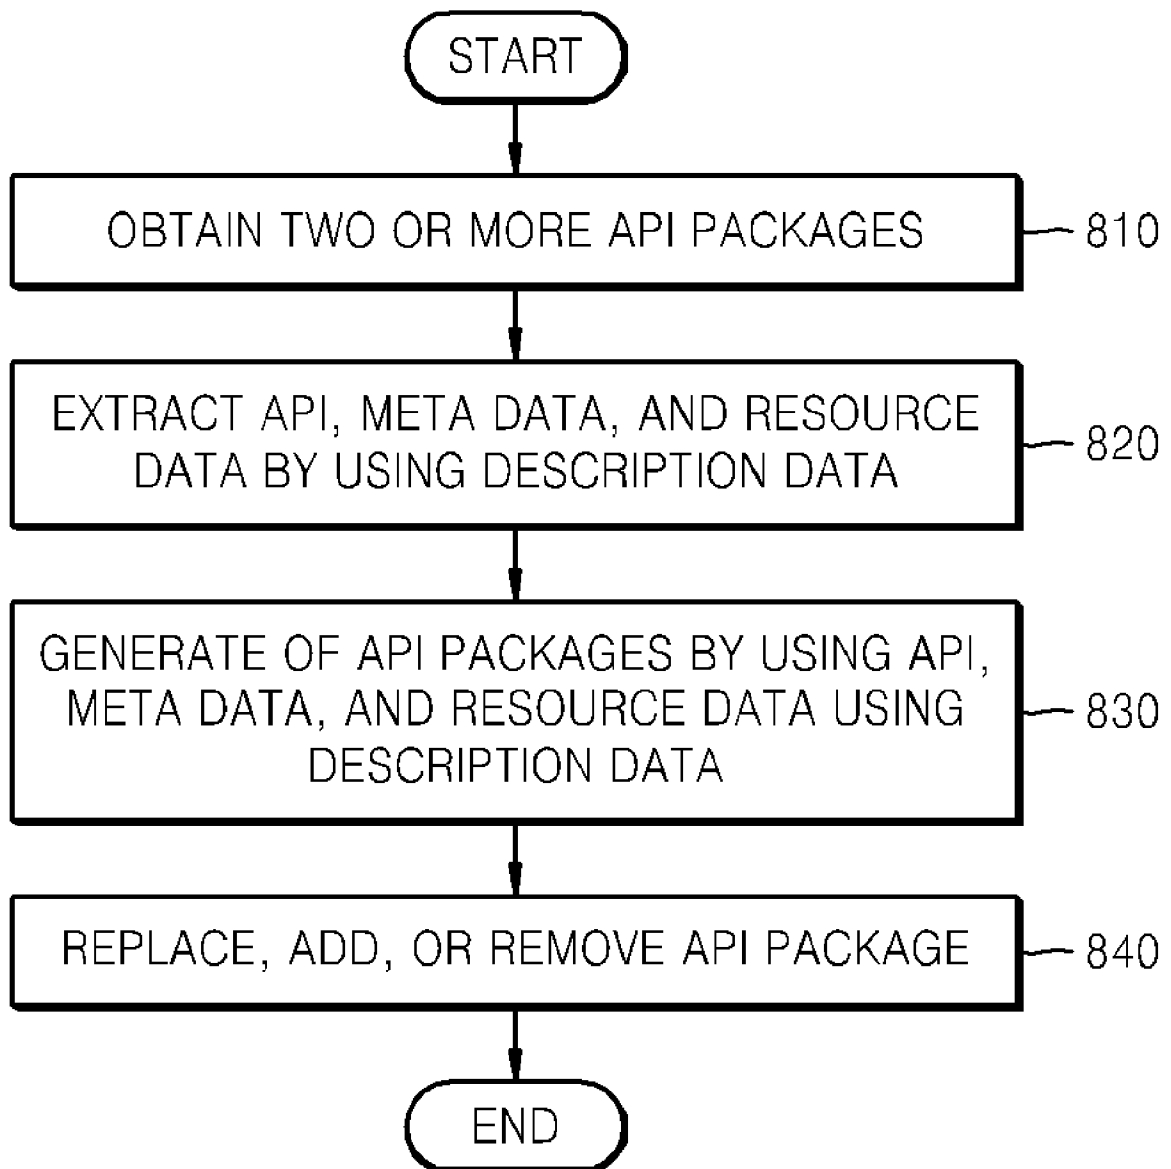 START
OBTAIN TWO OR MORE API PACKAGES
810
EXTRACT API, META DATA, AND RESOURCE
DATA BY USING DESCRIPTION DATA
820
GENERATE OF API PACKAGES BY USING API,
META DATA, AND RESOURCE DATA USING
DESCRIPTION DATA
830
REPLACE, ADD, OR REMOVE API PACKAGE
840
END